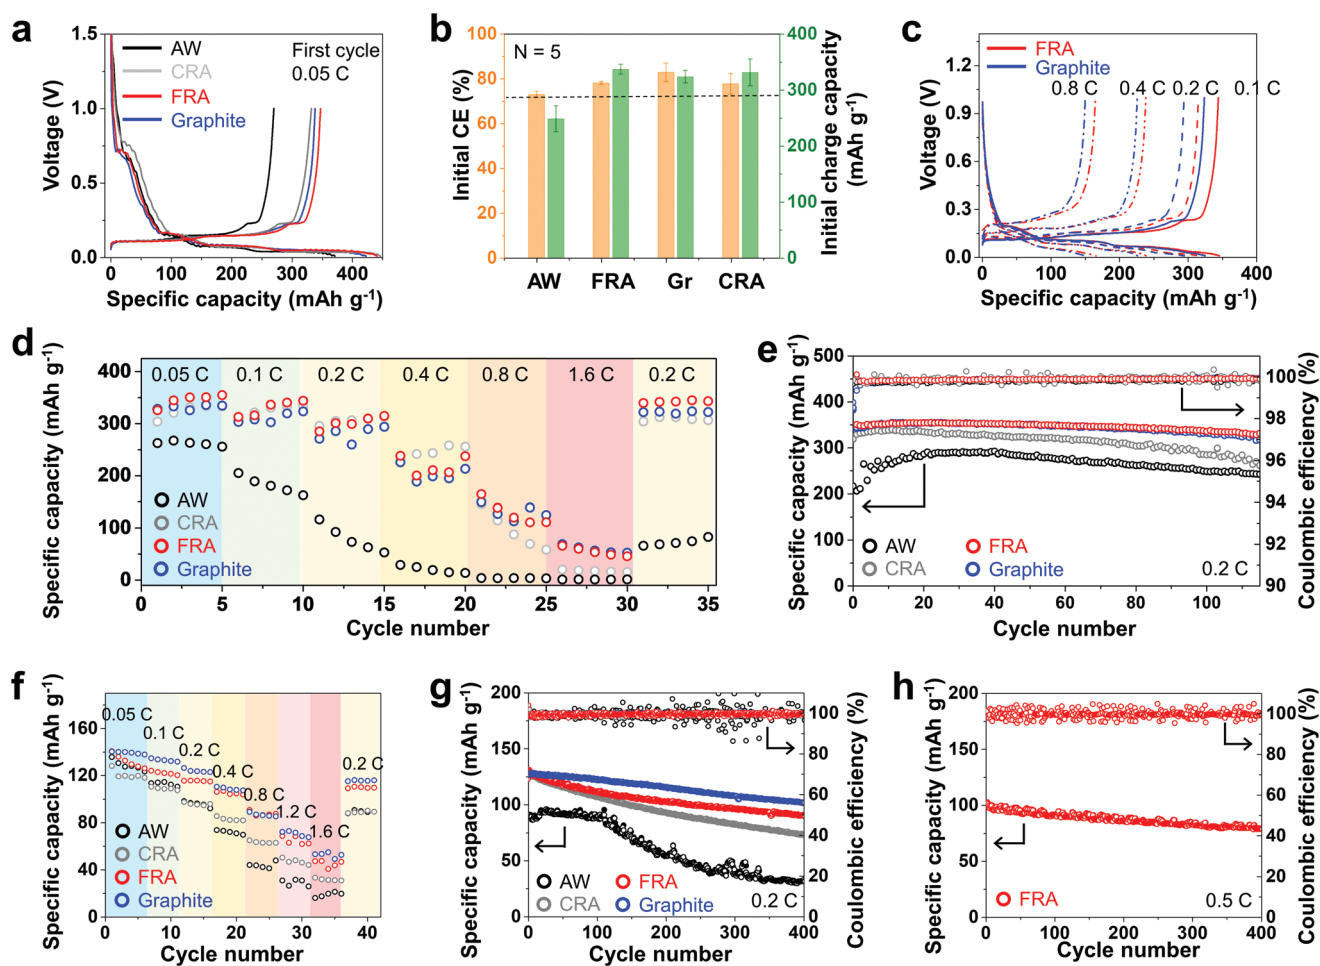 a
1.5
1.0
0.5
0.0
Voltage (V)
AW
CRA
FRA
Graphite
First cycle
0.05 C
0 100 200 300 400
Specific capacity (mAh g-1)
b
100
80
60
40
20
0
Initial CE (%)
N = 5
400
300
200
100
0
Initial charge capacity
(mAh g-1)
AW FRA Gr CRA
c
1.2
0.9
0.6
0.3
0.0
Voltage (V)
FRA
Graphite
0.8 C 0.4 C 0.2 C 0.1 C
0 100 200 300 400
Specific capacity (mAh g-1)
d
400
300
200
100
0
Specific capacity (mAh g-1)
0.05 C 0.1 C 0.2 C 0.4 C 0.8 C 1.6 C 0.2 C
AW
CRA
FRA
Graphite
0 5 10 15 20 25 30 35
Cycle number
e
500
400
300
200
100
0
Specific capacity (mAh g-1)
100
98
96
94
92
90
Coulombic efficiency (%)
AW
CRA
FRA
Graphite
0.2 C
0 20 40 60 80 100
Cycle number
f
160
120
80
40
0
Specific capacity (mAh g-1)
0.05 C
0.1 C
0.2 C
0.4 C
0.8 C
1.2 C
1.6 C
0.2 C
AW
CRA
FRA
Graphite
0 10 20 30 40
Cycle number
g
200
150
100
50
0
Specific capacity (mAh g-1)
100
80
60
40
20
0
Coulombic efficiency (%)
AW
CRA
FRA
Graphite
0.2 C
0 100 200 300 400
Cycle number
h
200
150
100
50
0
Specific capacity (mAh g-1)
100
80
60
40
20
0
Coulombic efficiency (%)
FRA
0.5 C
0 100 200 300 400
Cycle number